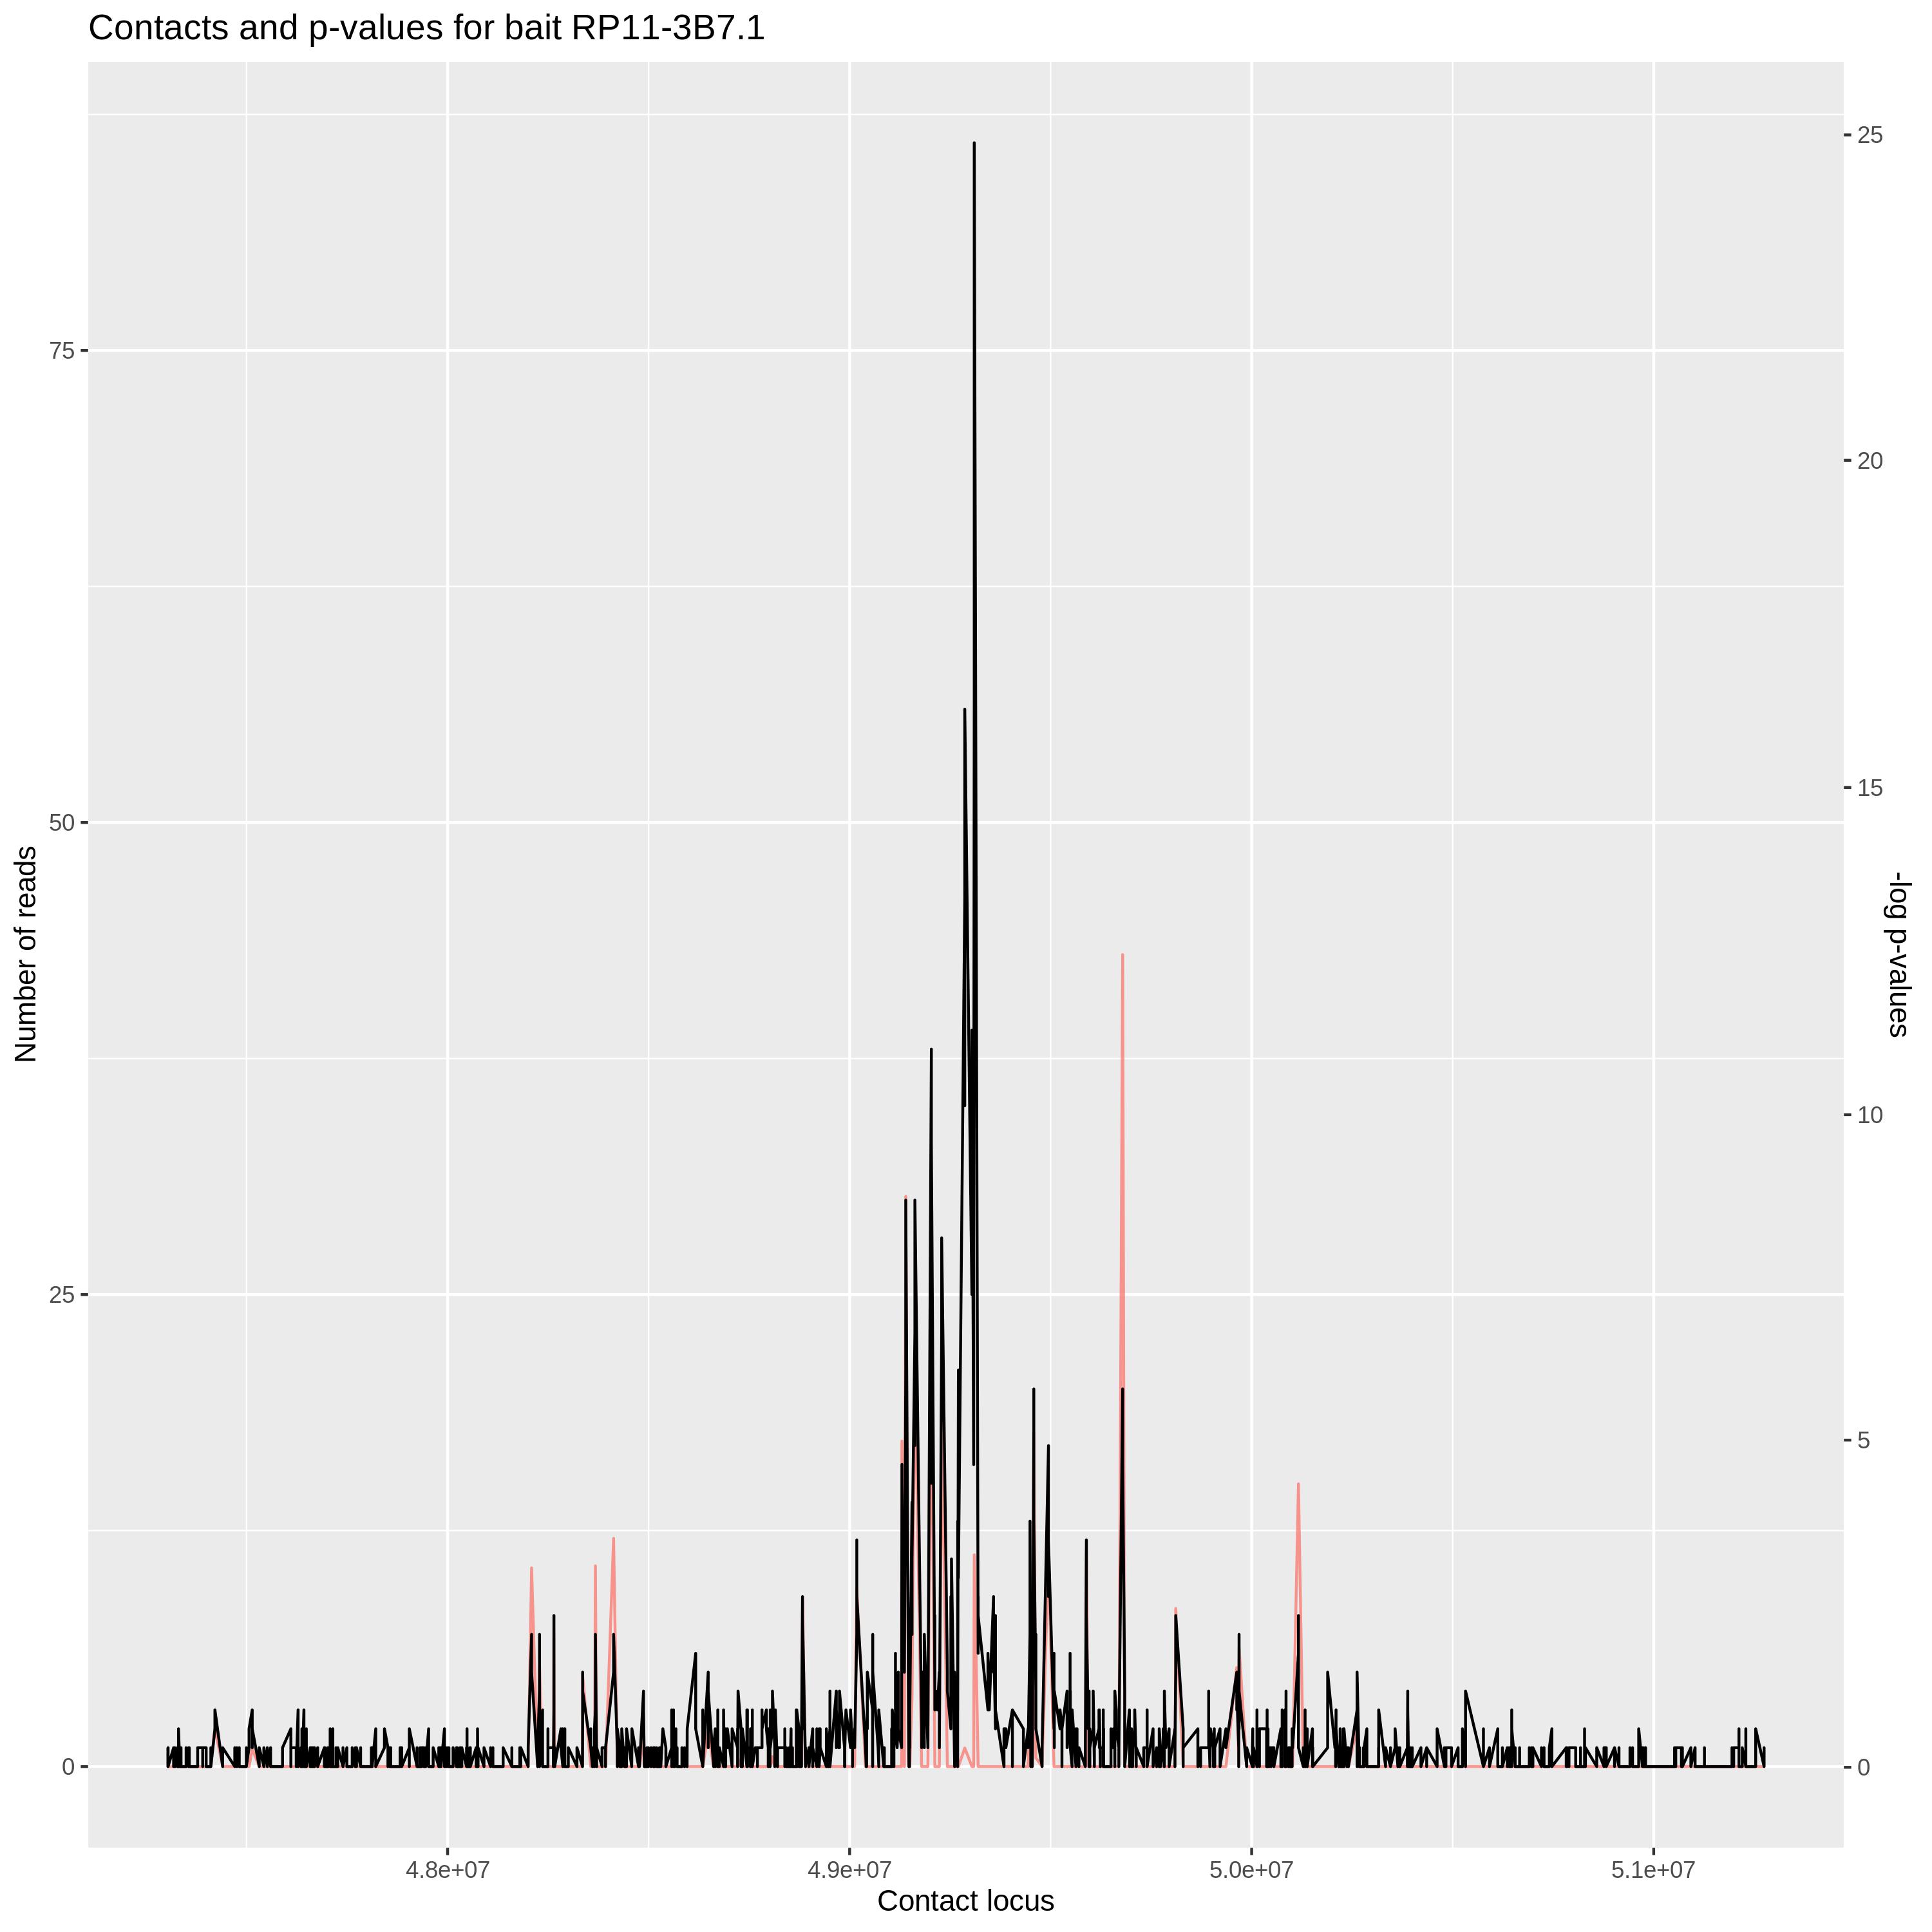 Contacts and p-values for bait RP11-3B7.1
75
50
25
0
25
20
15
10
5
0
Number of reads
-log p-values
4.8e+07
4.9e+07
5.0e+07
5.1e+07
Contact locus